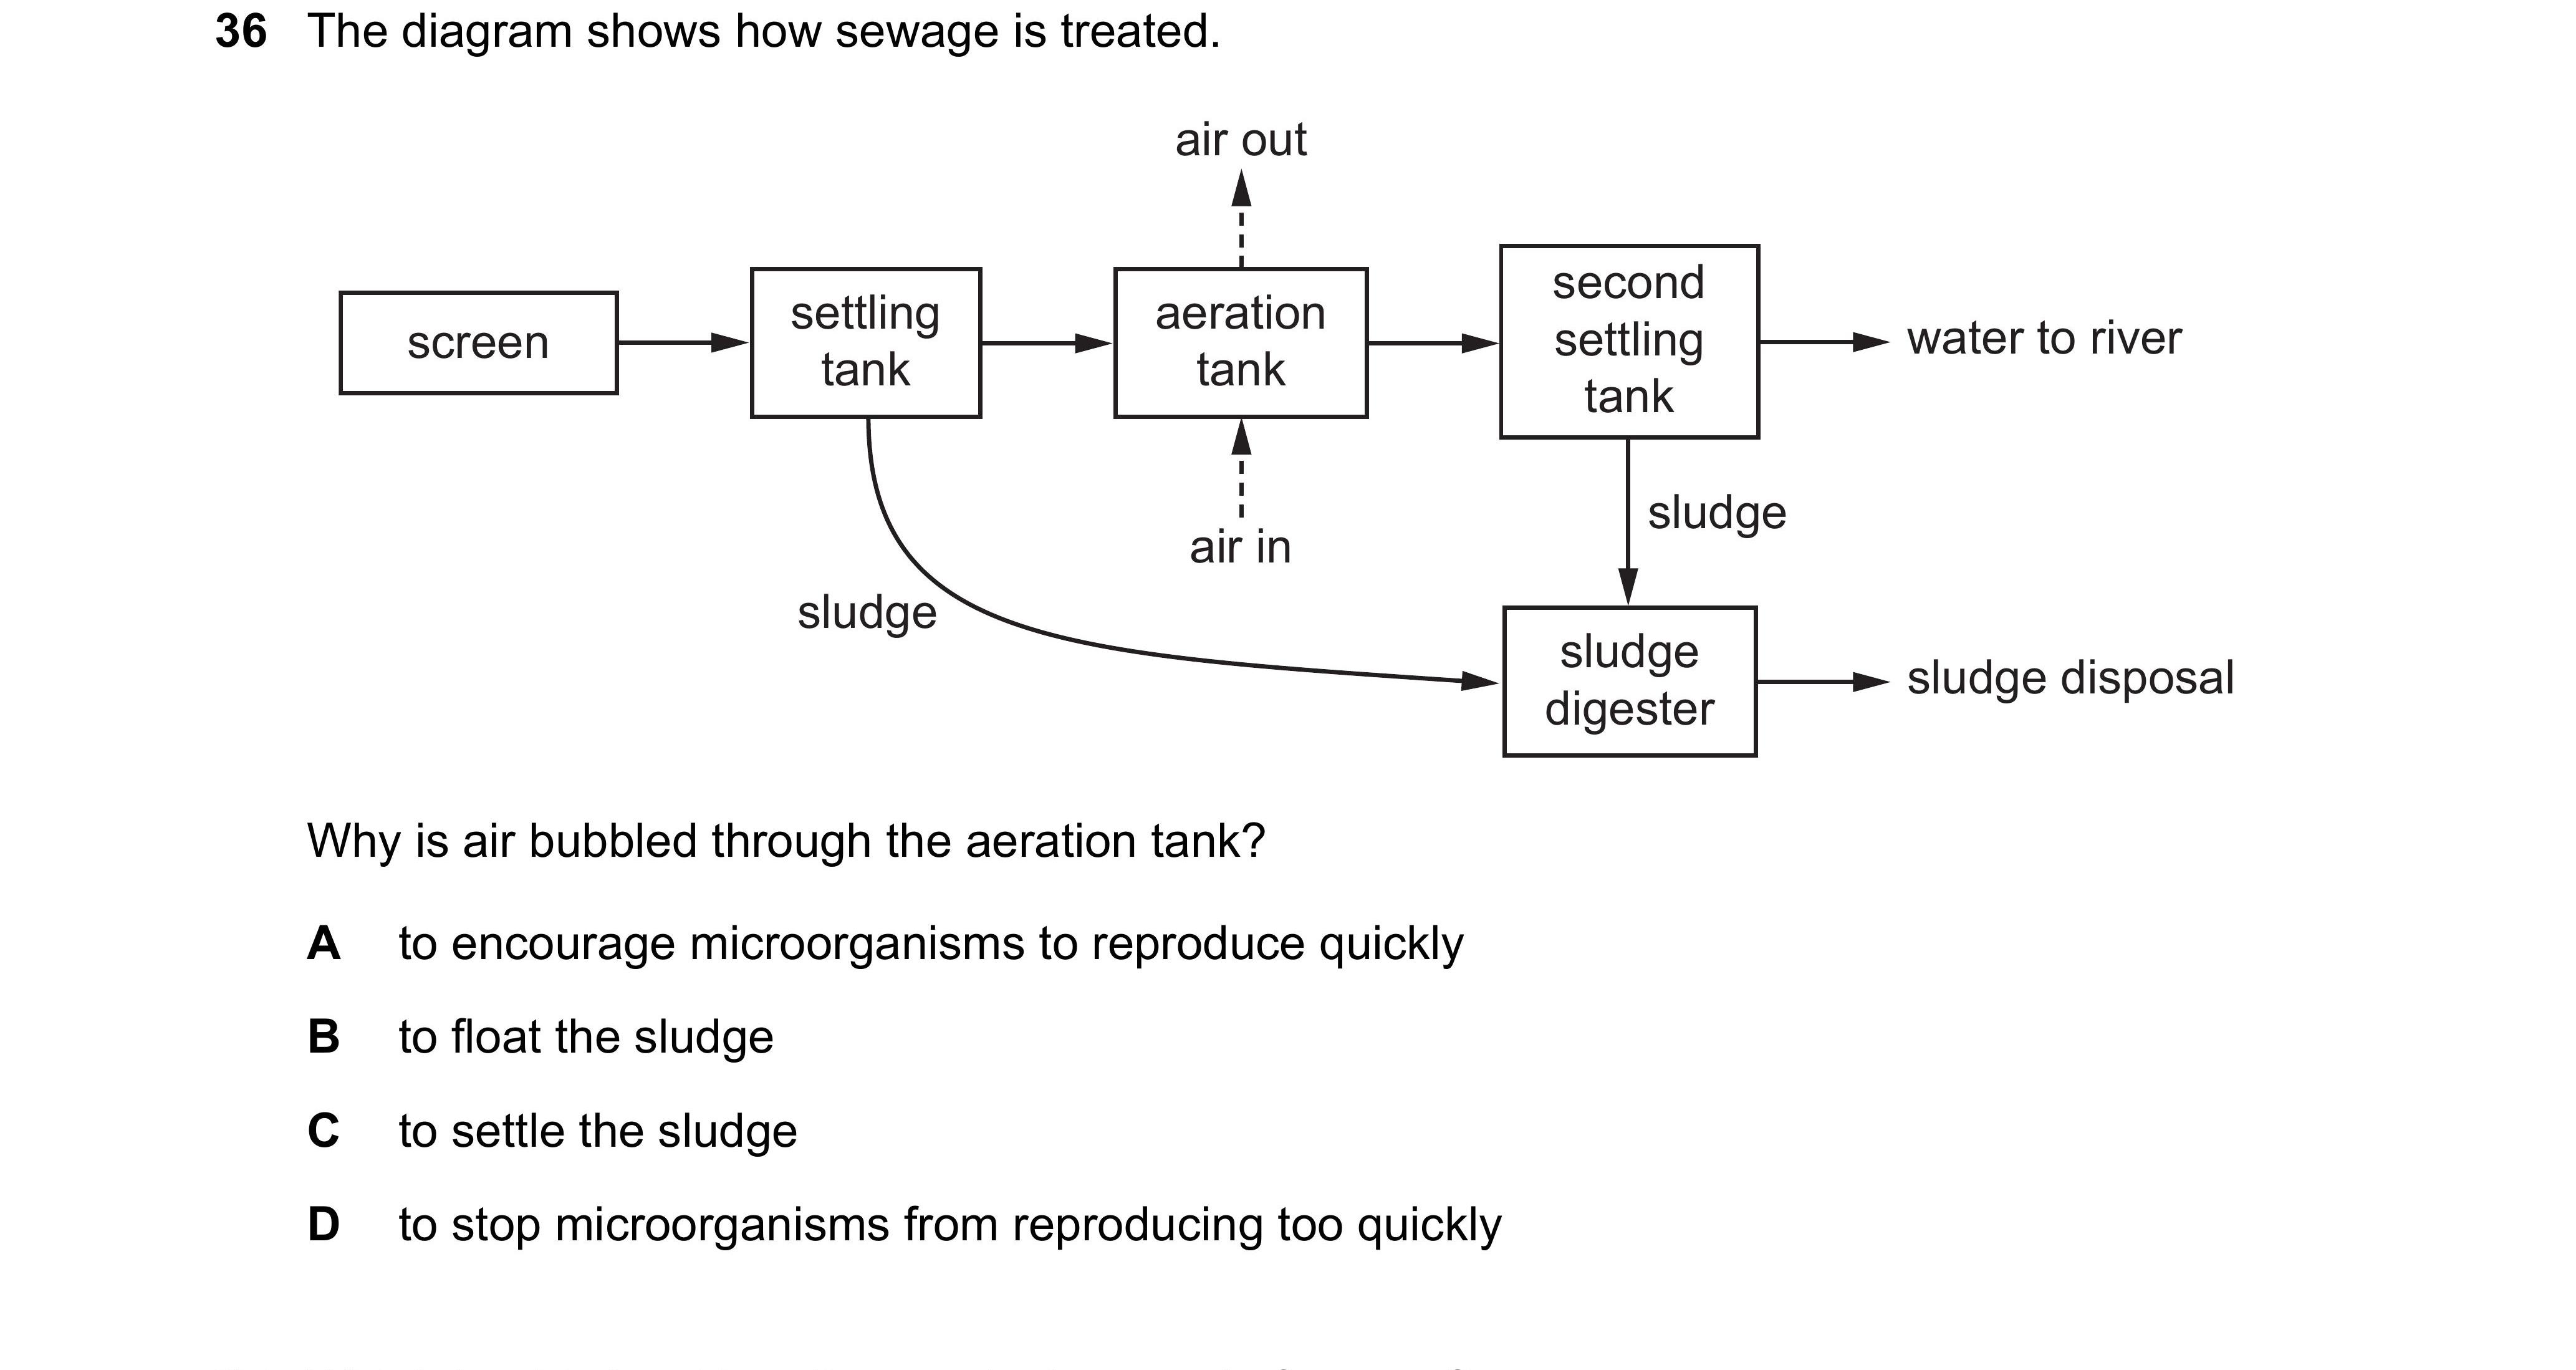 36 The diagram shows how sewage is treated.
air out
screen
settling
tank
aeration
tank
second
settling
tank
water to river
air in
sludge
sludge
sludge
digester
sludge disposal
Why is air bubbled through the aeration tank?
A to encourage microorganisms to reproduce quickly
B to float the sludge
C to settle the sludge
D to stop microorganisms from reproducing too quickly